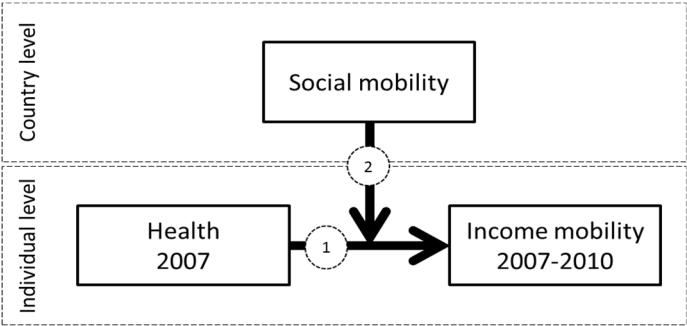 Country level
Social mobility
2
Individual level
Health
2007
1
Income mobility
2007-2010